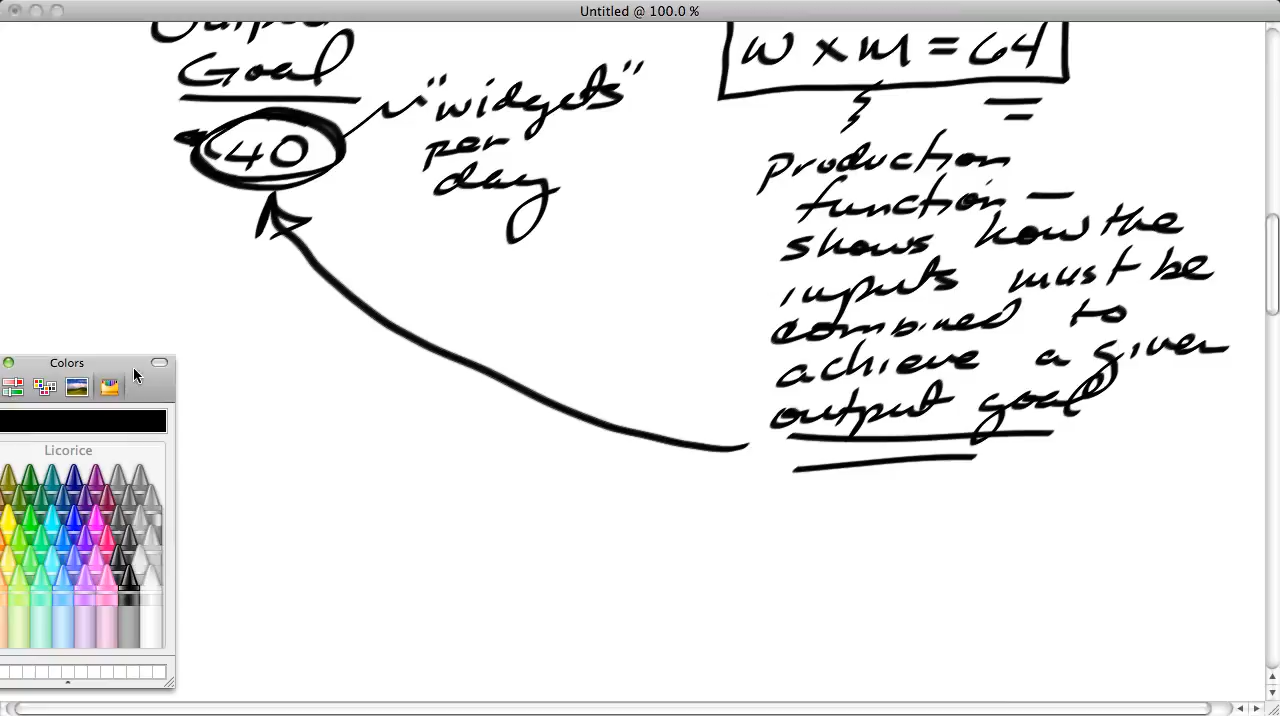 Untitled @ 100.0 %
Output
Goal
40
"widgets"
per
day
W x M = 64
production
function –
shows how the
inputs must be
combined to
achieve a given
output goal
Colors
Licorice